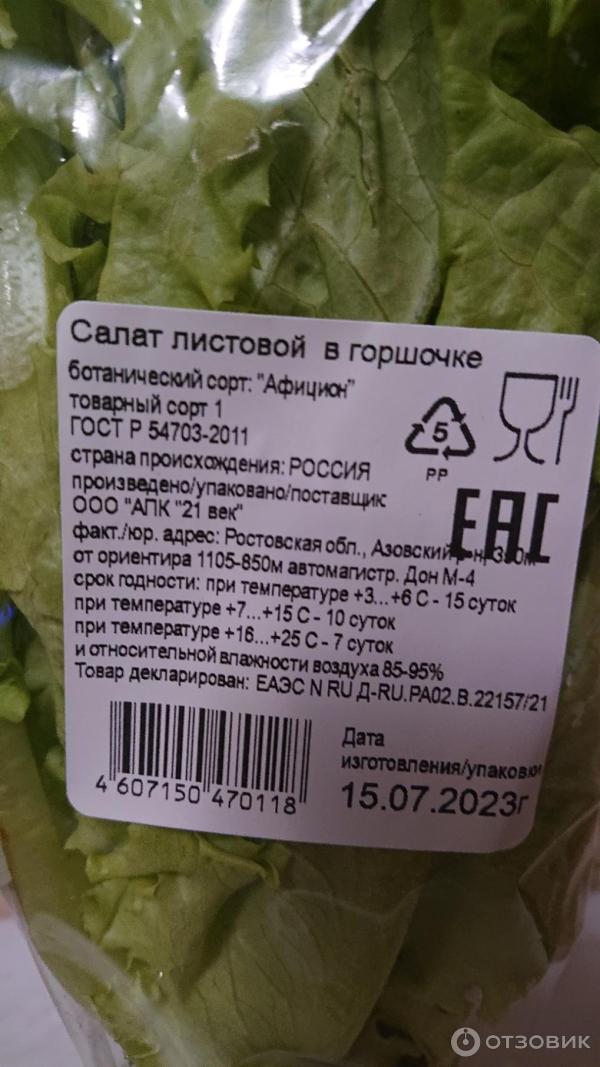 Салат листовой в горшочке
ботанический сорт: "Афицион"
товарный сорт 1
ГОСТ Р 54703-2011
5
PP
страна происхождения: РОССИЯ
произведено/упаковано/поставщик
ООО "АПК "21 век"
EAC
факт./юр. адрес: Ростовская обл., Азовский
от ориентира 1105-850м автомагистр. Дон М-4
срок годности: при температуре +3...+6 С - 15 суток
при температуре +7...+15 С - 10 суток
при температуре +16...+25 С - 7 суток
и относительной влажности воздуха 85-95%
Товар декларирован: ЕАЭС N RU Д-RU.РА02.В.22157/21
Дата
изготовления/упаковки
15.07.2023г
4 607150 470118
ОТЗОВИК